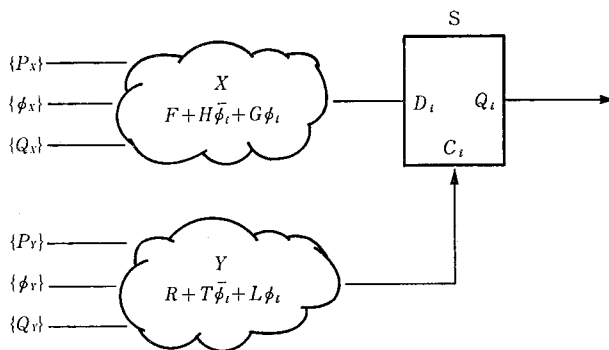 S
{P_X}
X
{ϕ_X}
F+Hϕ̄_i+Gϕ_i
D_i
Q_i
{Q_X}
C_i
{P_Y}
Y
{ϕ_Y}
R+Tϕ̄_i+Lϕ_i
{Q_Y}